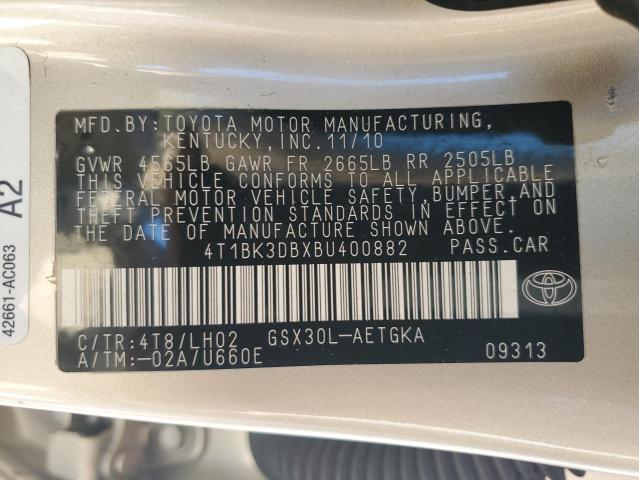 MFD.BY:TOYOTA MOTOR MANUFACTURING,
KENTUCKY,INC.11/10
GVWR 4565LB GAWR FR 2665LB RR 2505LB
THIS VEHICLE CONFORMS TO ALL APPLICABLE
FEDERAL MOTOR VEHICLE SAFETY,BUMPER,AND
THEFT PREVENTION STANDARDS IN EFFECT ON
THE DATE OF MANUFACTURE SHOWN ABOVE.
4T1BK3DBXBU400882 PASS.CAR
C/TR:4T8/LH02 GSX30L-AETGKA
A/TM:-02A/U660E 09313
42661-AC063 A2